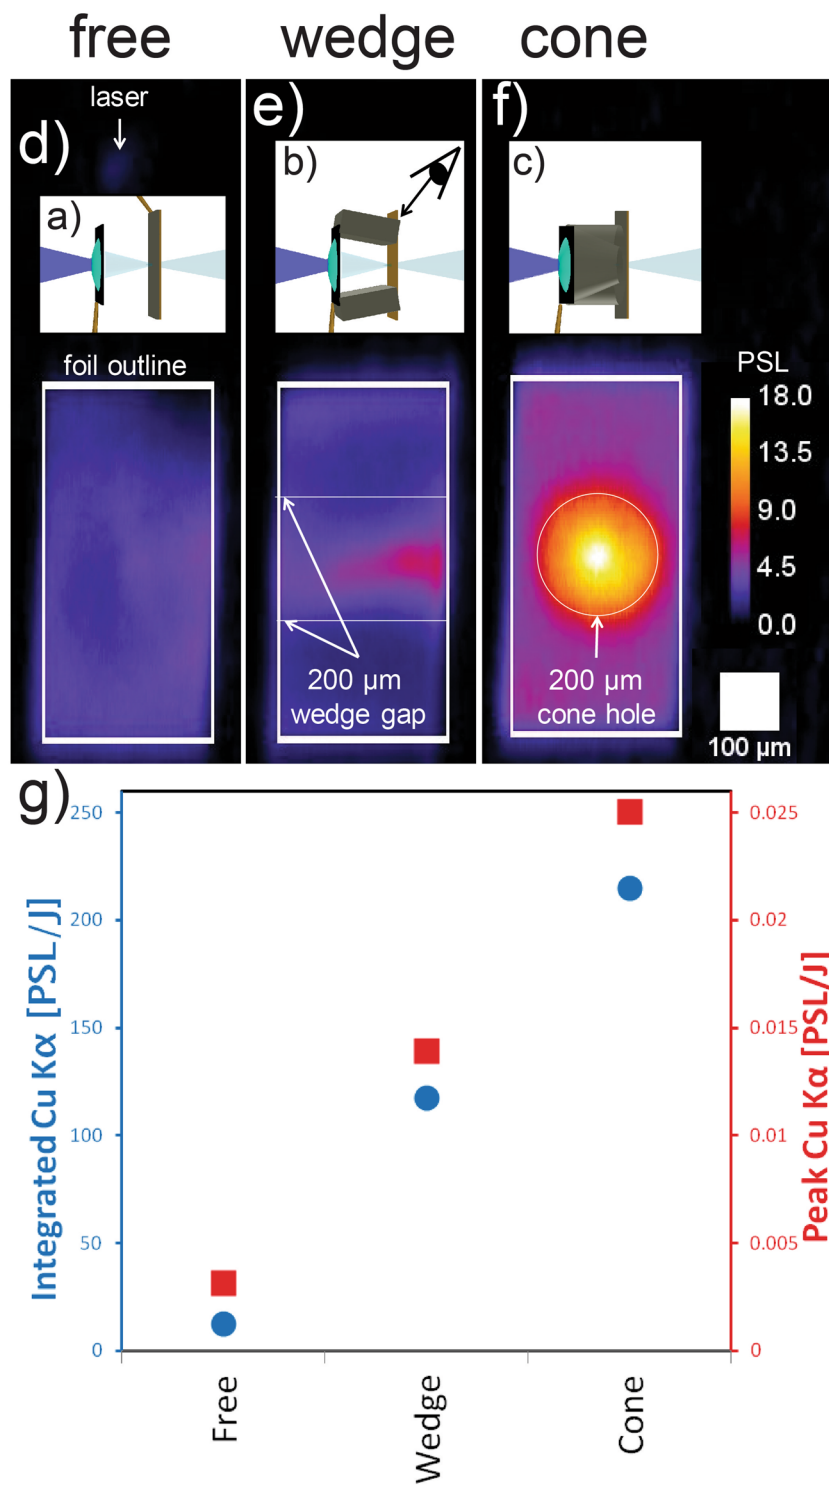 free wedge cone
laser
d)
e)
f)
a)
b)
c)
foil outline
PSL
18.0
13.5
9.0
4.5
0.0
200 μm
wedge gap
200 μm
cone hole
100 μm
g)
Integrated Cu Kα [PSL/J]
250
200
150
100
50
0
0.025
0.02
0.015
0.01
0.005
0
Peak Cu Kα [PSL/J]
Free
Wedge
Cone